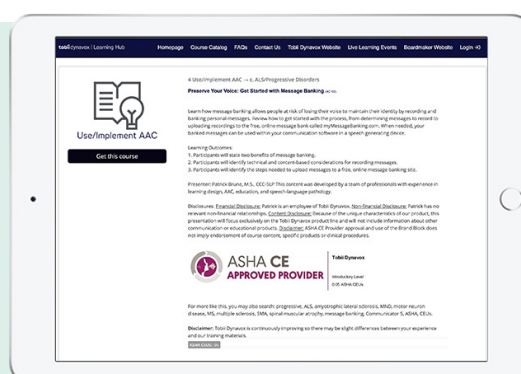 tobii dynavox | Learning Hub Homepage Course Catalog FAQs Contact Us Tobii Dynavox Website Live Learning Events Boardmaker Website Login
4 Use/Implement AAC → c. ALS/Progressive Disorders
Preserve Your Voice: Get Started with Message Banking
Learn how message banking allows people at risk of losing their voice to maintain their identity by recording and
banking personal messages. Review how to get started with the process, from determining messages to record to
uploading recordings to the free, online message bank called myMessageBanking.com. When needed, your
banked messages can be used within your communication software in a speech generating device.
Use/Implement AAC
Get this course
Learning Outcomes:
1. Participants will state two benefits of message banking.
2. Participants will identify technical and content-based considerations for recording messages.
3. Participants will identify the steps needed to upload messages to a free, online message banking site.
Presenter: Patrick Brune, M.S., CCC-SLP This content was developed by a team of professionals with experience in
learning design, AAC, education, and speech-language pathology.
Disclosures: Financial Disclosure: Patrick is an employee of Tobii Dynavox. Non-financial Disclosure: Patrick has no
relevant non-financial relationships. Content Disclosure: Because of the unique characteristics of our product, this
presentation will focus exclusively on the Tobii Dynavox product line and will not include information about other
communication or educational products. Disclaimer: ASHA CE Provider approval and use of the Brand Block does
not imply endorsement of course content, specific products or clinical procedures.
ASHA CE
APPROVED PROVIDER
Tobii Dynavox
Introductory Level
0.05 ASHA CEUs
For more like this, you may also search: progressive, ALS, amyotrophic lateral sclerosis, MND, motor neuron
disease, MS, multiple sclerosis, SMA, spinal muscular atrophy, message banking, Communicator 5, ASHA, CEUs.
Disclaimer: Tobii Dynavox is continuously improving so there may be slight differences between your experience
and our training materials.